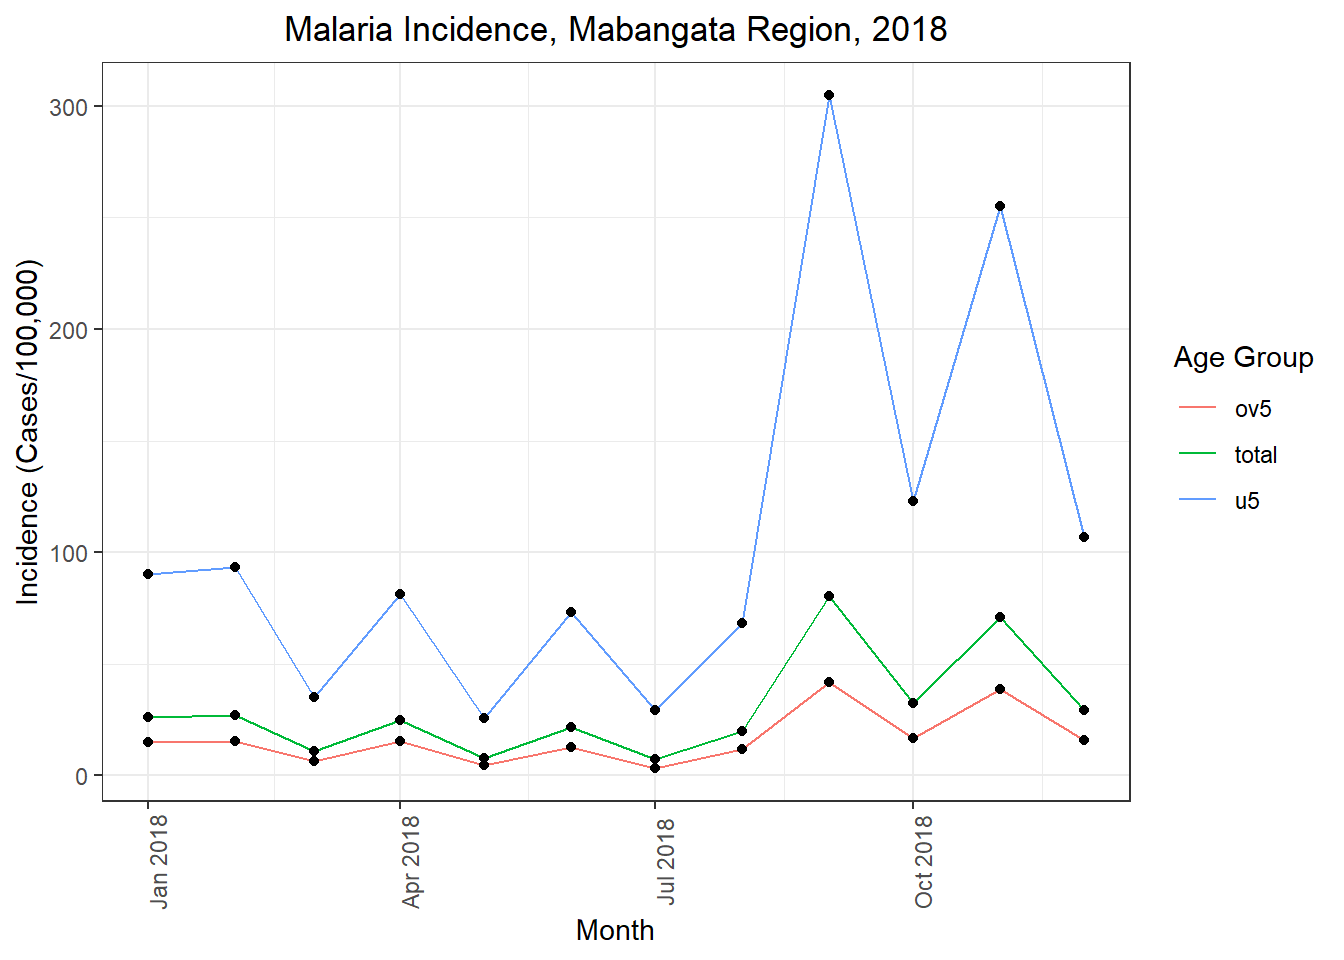 Malaria Incidence, Mabangata Region, 2018
Incidence (Cases/100,000)
300
200
100
0
Jan 2018
Apr 2018
Jul 2018
Oct 2018
Month
Age Group
ov5
total
u5